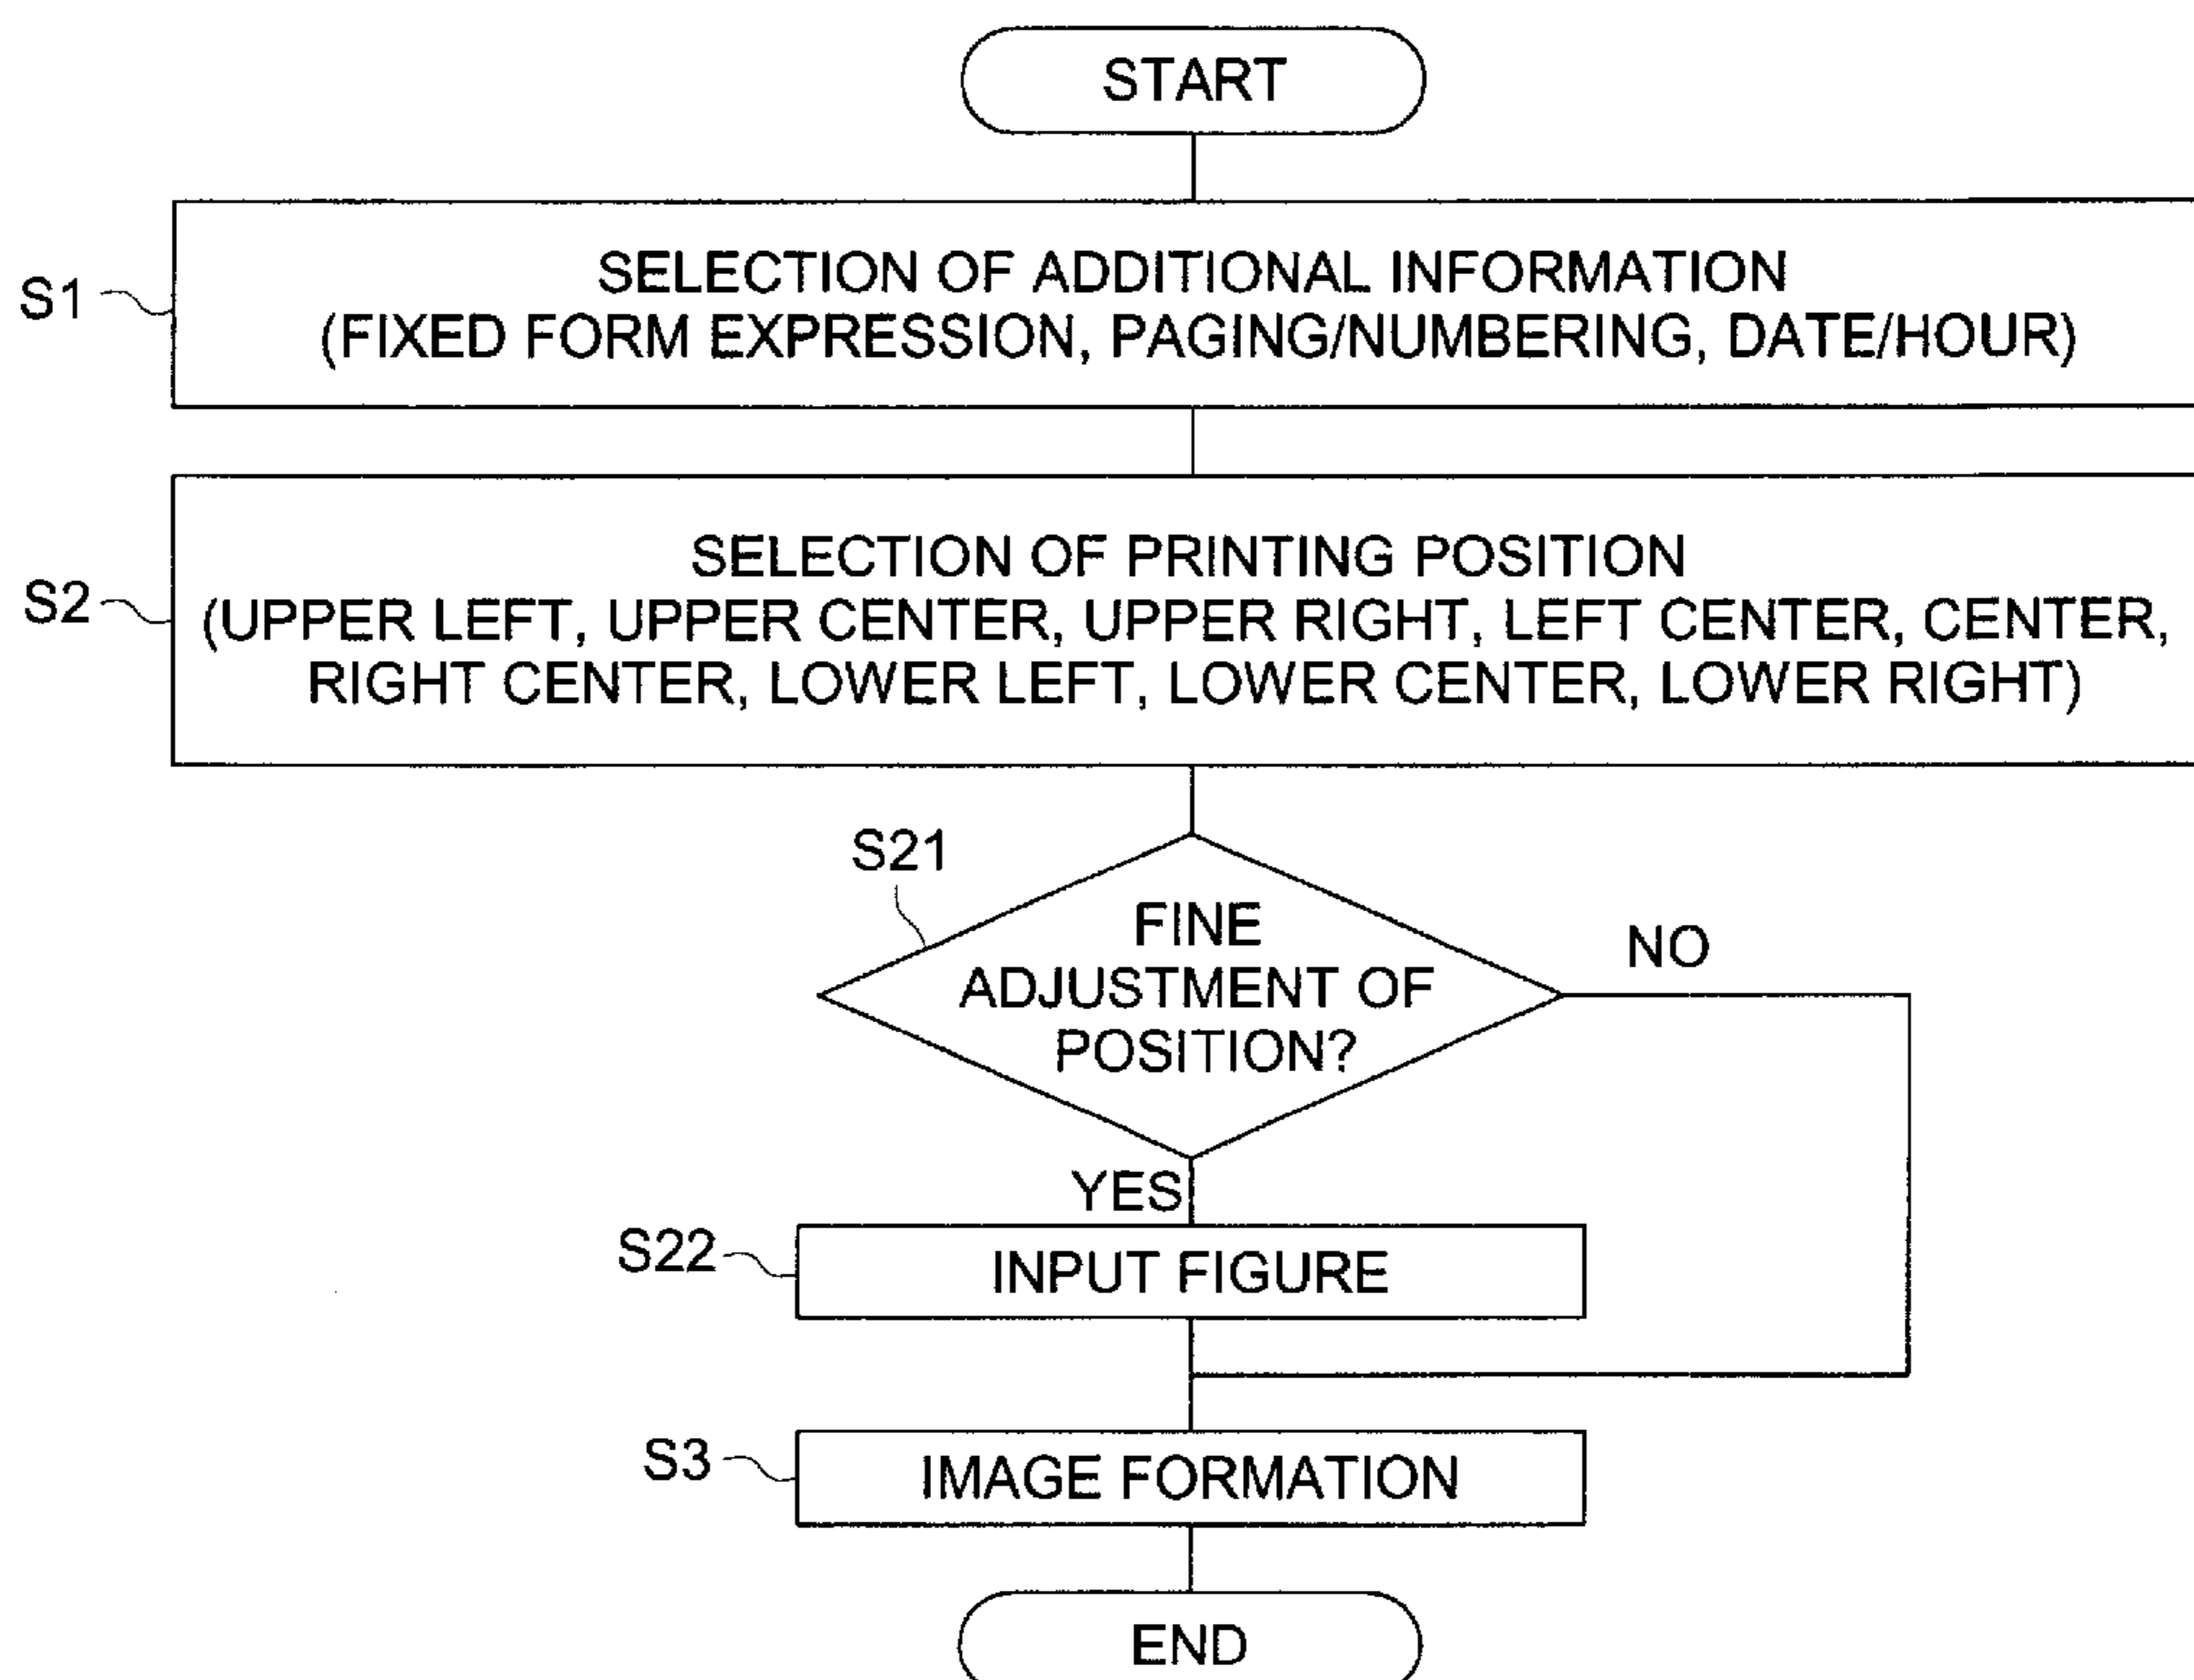 START
S1
SELECTION OF ADDITIONAL INFORMATION
(FIXED FORM EXPRESSION, PAGING/NUMBERING, DATE/HOUR)
S2
SELECTION OF PRINTING POSITION
(UPPER LEFT, UPPER CENTER, UPPER RIGHT, LEFT CENTER, CENTER,
RIGHT CENTER, LOWER LEFT, LOWER CENTER, LOWER RIGHT)
S21
FINE
ADJUSTMENT OF
POSITION?
NO
YES
S22
INPUT FIGURE
S3
IMAGE FORMATION
END